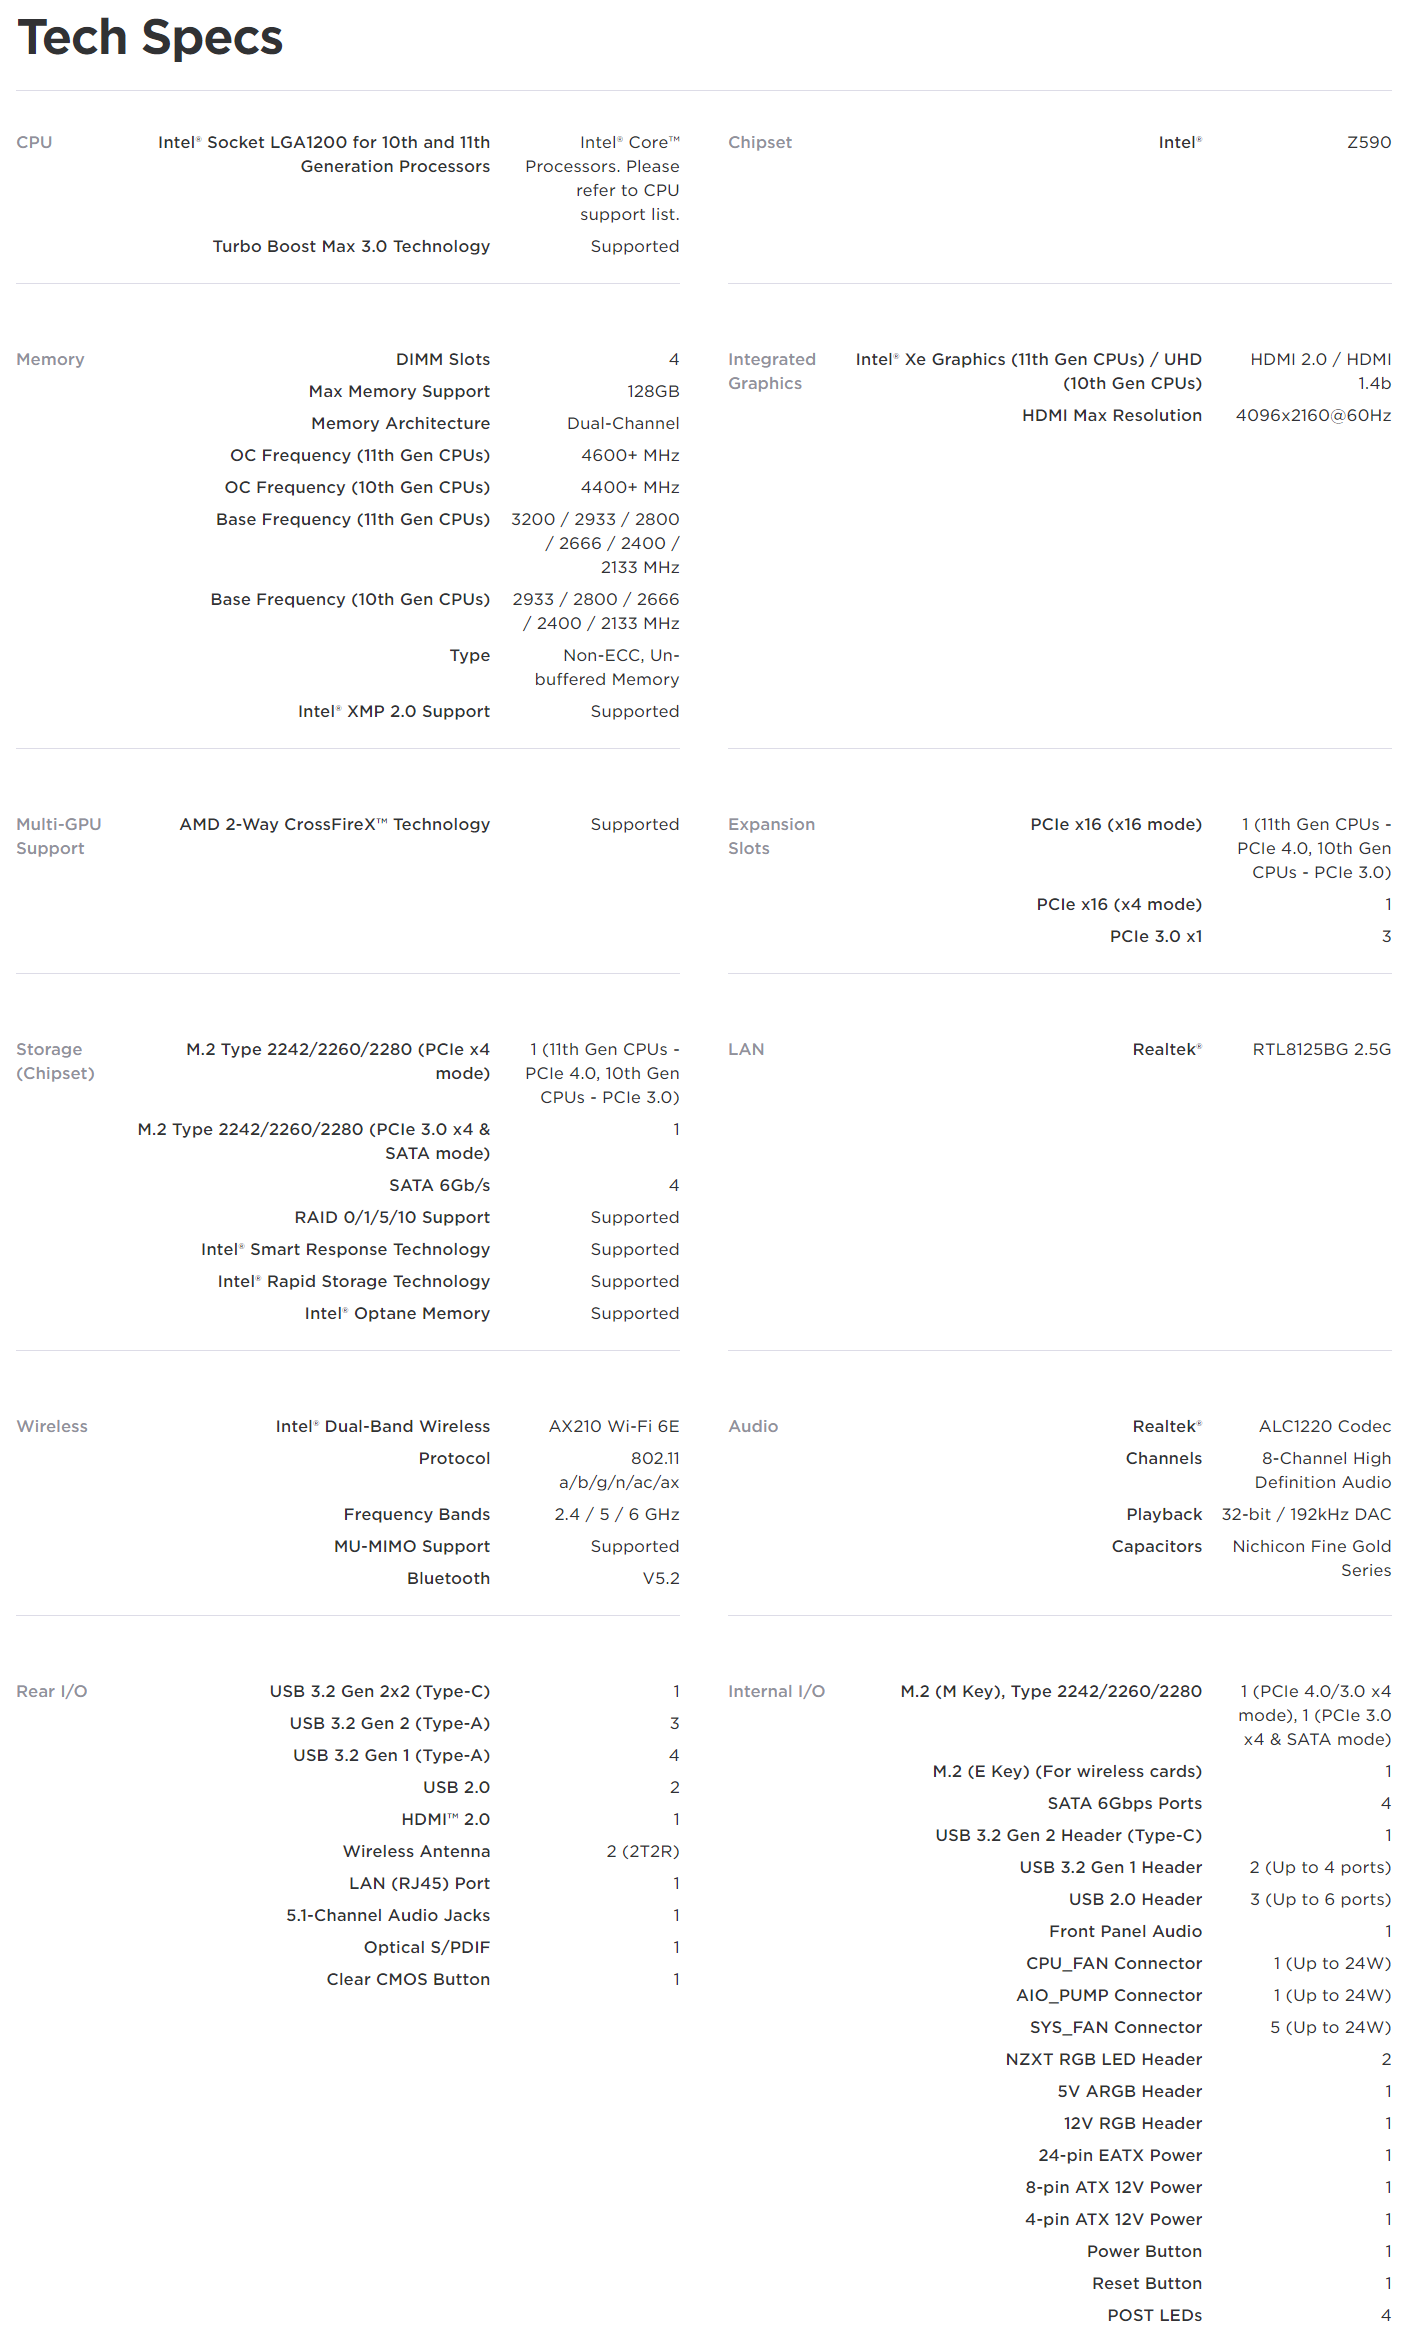 Tech Specs
CPU
Intel® Socket LGA1200 for 10th and 11th
Generation Processors
Intel® Core™
Processors. Please
refer to CPU
support list.
Turbo Boost Max 3.0 Technology
Supported
Chipset
Intel®
Z590
Memory
DIMM Slots
4
Max Memory Support
128GB
Memory Architecture
Dual-Channel
OC Frequency (11th Gen CPUs)
4600+ MHz
OC Frequency (10th Gen CPUs)
4400+ MHz
Base Frequency (11th Gen CPUs)
3200 / 2933 / 2800
/ 2666 / 2400 /
2133 MHz
Base Frequency (10th Gen CPUs)
2933 / 2800 / 2666
/ 2400 / 2133 MHz
Type
Non-ECC, Un-
buffered Memory
Intel® XMP 2.0 Support
Supported
Integrated
Graphics
Intel® Xe Graphics (11th Gen CPUs) / UHD
(10th Gen CPUs)
HDMI 2.0 / HDMI
1.4b
HDMI Max Resolution
4096x2160@60Hz
Multi-GPU
Support
AMD 2-Way CrossFireX™ Technology
Supported
Expansion
Slots
PCIe x16 (x16 mode)
1 (11th Gen CPUs -
PCIe 4.0, 10th Gen
CPUs - PCIe 3.0)
PCIe x16 (x4 mode)
1
PCIe 3.0 x1
3
Storage
(Chipset)
M.2 Type 2242/2260/2280 (PCIe x4
mode)
1 (11th Gen CPUs -
PCIe 4.0, 10th Gen
CPUs - PCIe 3.0)
M.2 Type 2242/2260/2280 (PCIe 3.0 x4 &
SATA mode)
1
SATA 6Gb/s
4
RAID 0/1/5/10 Support
Supported
Intel® Smart Response Technology
Supported
Intel® Rapid Storage Technology
Supported
Intel® Optane Memory
Supported
LAN
Realtek®
RTL8125BG 2.5G
Wireless
Intel® Dual-Band Wireless
AX210 Wi-Fi 6E
Protocol
802.11
a/b/g/n/ac/ax
Frequency Bands
2.4 / 5 / 6 GHz
MU-MIMO Support
Supported
Bluetooth
V5.2
Audio
Realtek®
ALC1220 Codec
Channels
8-Channel High
Definition Audio
Playback
32-bit / 192kHz DAC
Capacitors
Nichicon Fine Gold
Series
Rear I/O
USB 3.2 Gen 2x2 (Type-C)
1
USB 3.2 Gen 2 (Type-A)
3
USB 3.2 Gen 1 (Type-A)
4
USB 2.0
2
HDMI™ 2.0
1
Wireless Antenna
2 (2T2R)
LAN (RJ45) Port
1
5.1-Channel Audio Jacks
1
Optical S/PDIF
1
Clear CMOS Button
1
Internal I/O
M.2 (M Key), Type 2242/2260/2280
1 (PCIe 4.0/3.0 x4
mode), 1 (PCIe 3.0
x4 & SATA mode)
M.2 (E Key) (For wireless cards)
1
SATA 6Gbps Ports
4
USB 3.2 Gen 2 Header (Type-C)
1
USB 3.2 Gen 1 Header
2 (Up to 4 ports)
USB 2.0 Header
3 (Up to 6 ports)
Front Panel Audio
1
CPU_FAN Connector
1 (Up to 24W)
AIO_PUMP Connector
1 (Up to 24W)
SYS_FAN Connector
5 (Up to 24W)
NZXT RGB LED Header
2
5V ARGB Header
1
12V RGB Header
1
24-pin EATX Power
1
8-pin ATX 12V Power
1
4-pin ATX 12V Power
1
Power Button
1
Reset Button
1
POST LEDs
4